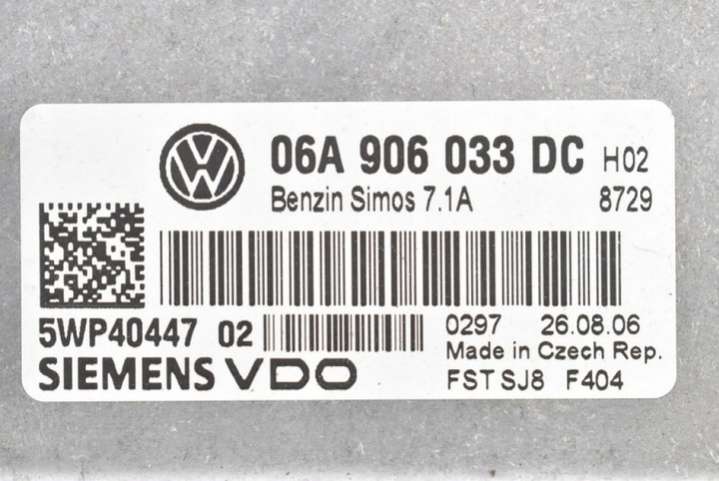 06A 906 033 DC H02
Benzin Simos 7.1A 8729
5WP40447 02 0297 26.08.06
Made in Czech Rep.
SIEMENS VDO FST SJ8 F404